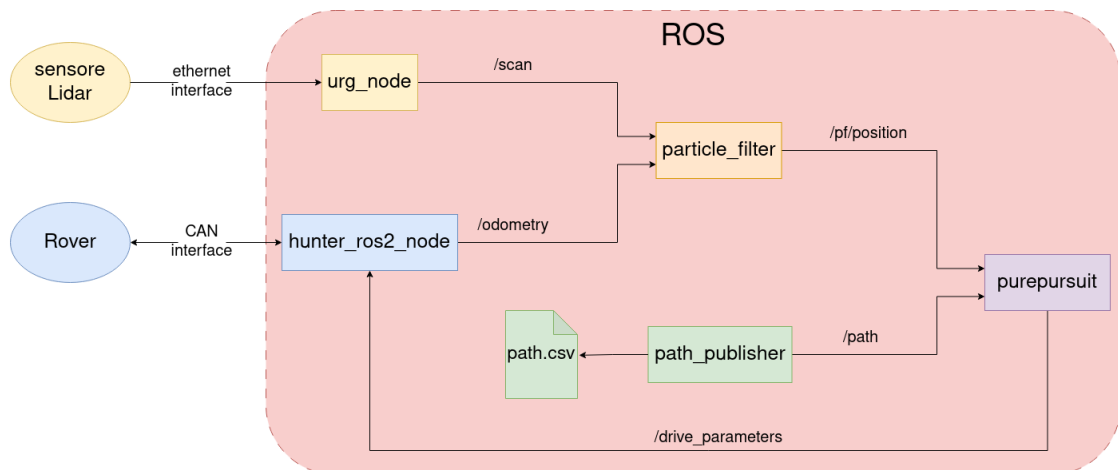 ROS
sensore
Lidar
ethernet
interface
urg_node
/scan
particle_filter
/pf/position
Rover
CAN
interface
hunter_ros2_node
/odometry
purepursuit
path.csv
path_publisher
/path
/drive_parameters